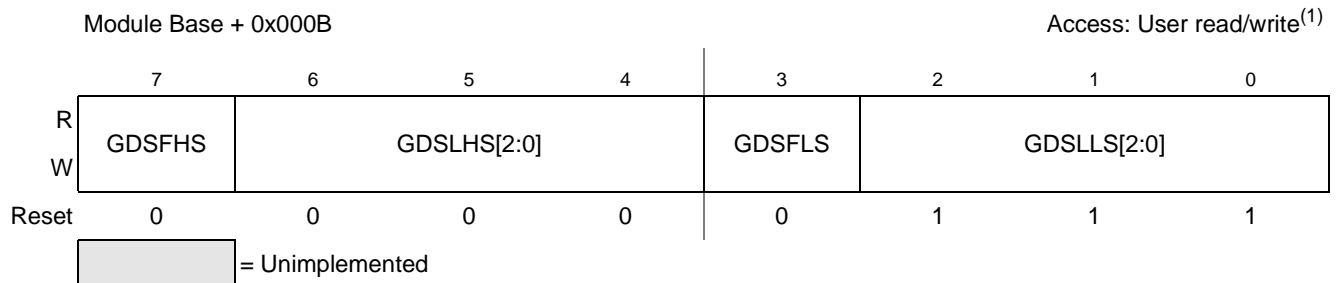 Module Base + 0x000B Access: User read/write(1)
7 6 5 4 3 2 1 0
R
W
GDSFHS GDSLHS[2:0] GDSFLS GDSLLS[2:0]
Reset 0 0 0 0 0 1 1 1
= Unimplemented